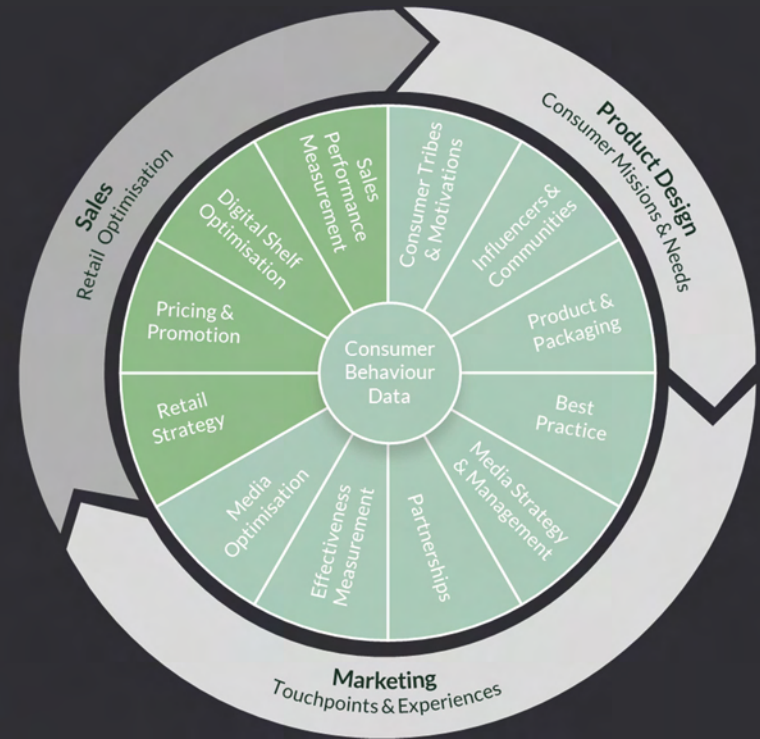 Product Design
Consumer Missions & Needs
Marketing
Touchpoints & Experiences
Sales
Retail Optimisation
Consumer Tribes
& Motivations
Influencers &
Communities
Product &
Packaging
Best
Practice
Media Strategy
& Management
Partnerships
Effectiveness
Measurement
Media
Optimisation
Retail
Strategy
Pricing &
Promotion
Digital Shelf
Optimisation
Sales
Performance
Measurement
Consumer
Behaviour
Data